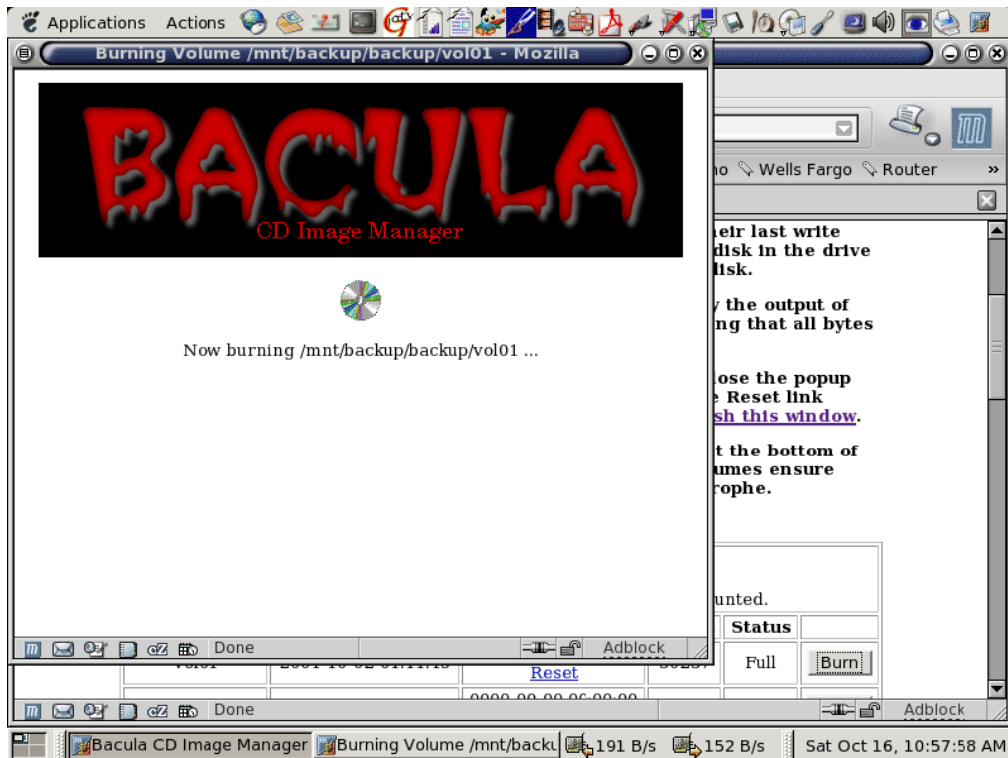 Applications Actions
Burning Volume /mnt/backup/backup/vol01 - Mozilla
BACULA
CD Image Manager
Now burning /mnt/backup/backup/vol01 ...
Done
Adblock
Wells Fargo Router »
eir last write
disk in the drive
disk.
the output of
ng that all bytes
lose the popup
Reset link
sh this window.
t the bottom of
umes ensure
rophe.
unted.
Status
Reset
Full
Burn
Done
Adblock
Bacula CD Image Manager
Burning Volume /mnt/backu
191 B/s
152 B/s
Sat Oct 16, 10:57:58 AM